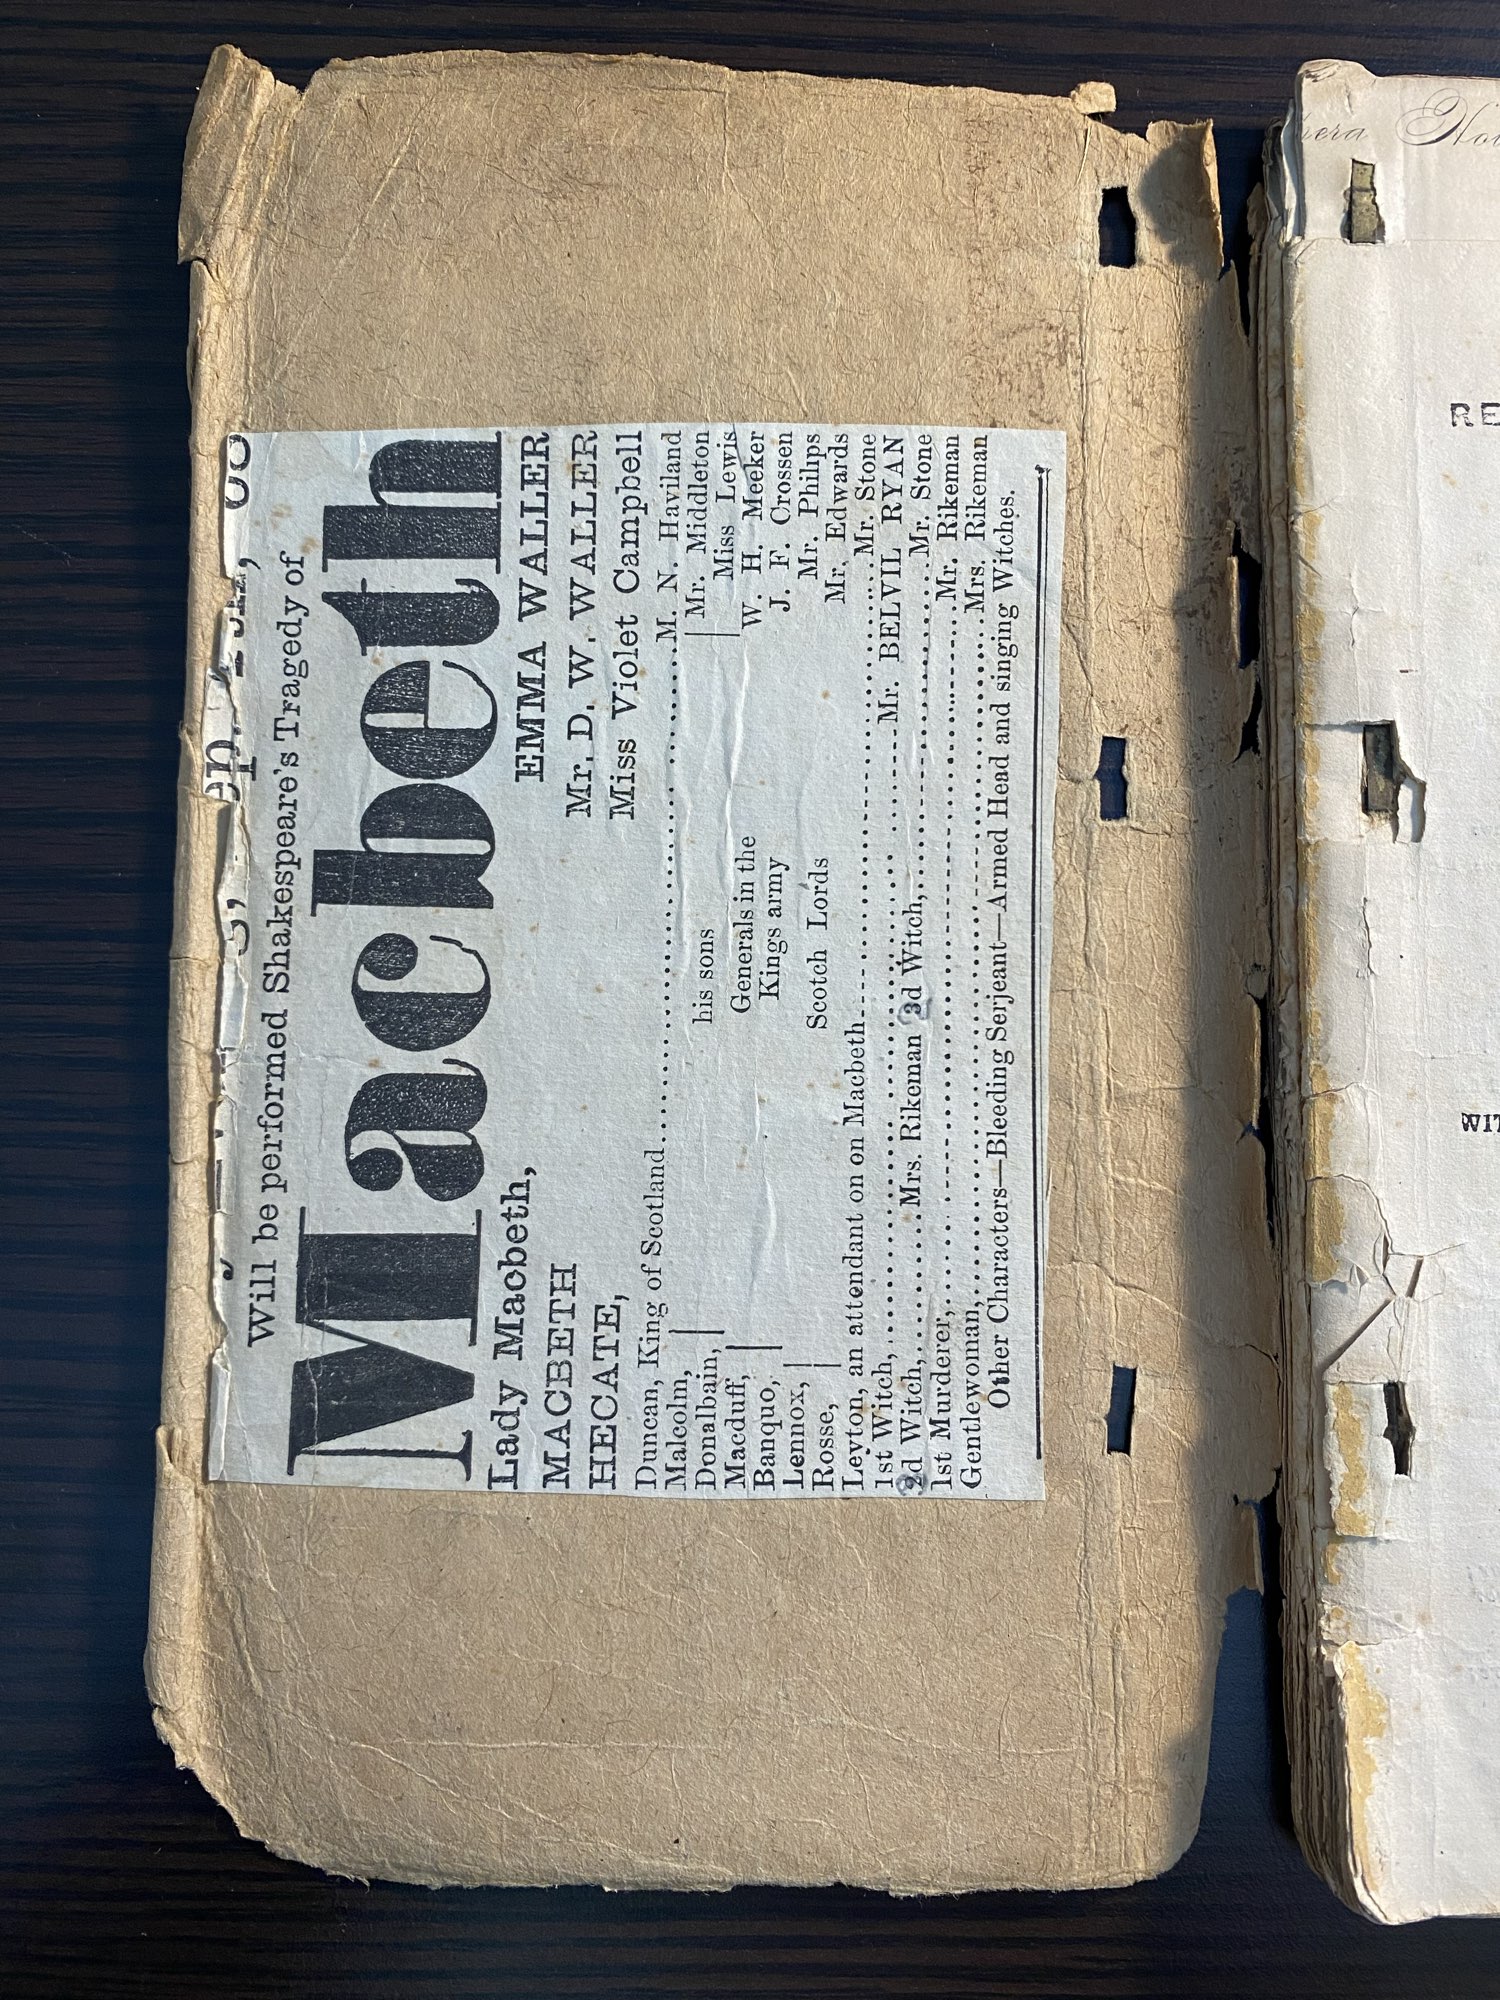 Will be performed Shakespeare's Tragedy of
Macbeth
Lady Macbeth, EMMA WALLER
MACBETH Mr. D. W. WALLER
HECATE, Miss Violet Campbell
Duncan, King of Scotland M. N. Haviland
Malcolm, Mr. Middleton
his sons
Donalbain, Miss Lewis
Macduff, Generals in the W. H. Meeker
Banquo, Kings army J. F. Crossen
Lennox, Mr. Philips
Scotch Lords
Rosse, Mr. Edwards
Leyton, an attendant on on Macbeth Mr. Stone
1st Witch, Mr. BELVIL RYAN
2d Witch, Mrs. Rikeman 3d Witch, Mr. Stone
1st Murderer, Mr. Rikeman
Gentlewoman, Mrs. Rikeman
Other Characters—Bleeding Serjeant—Armed Head and singing Witches.
RE
WIT